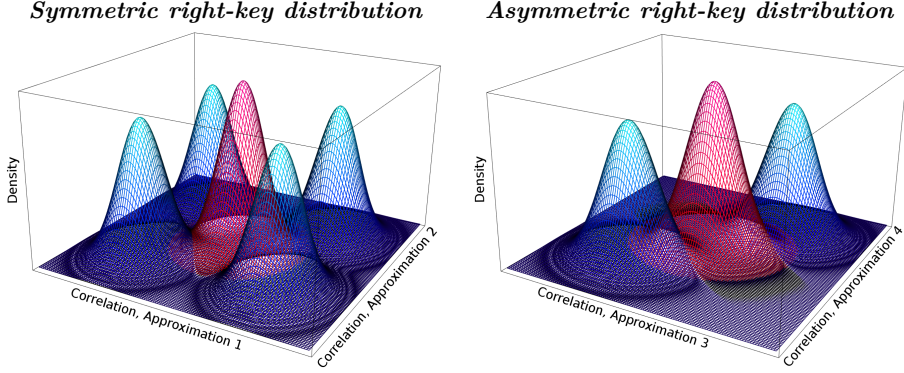 Symmetric right-key distribution
Asymmetric right-key distribution
Density
Correlation, Approximation 1
Correlation, Approximation 2
Density
Correlation, Approximation 3
Correlation, Approximation 4